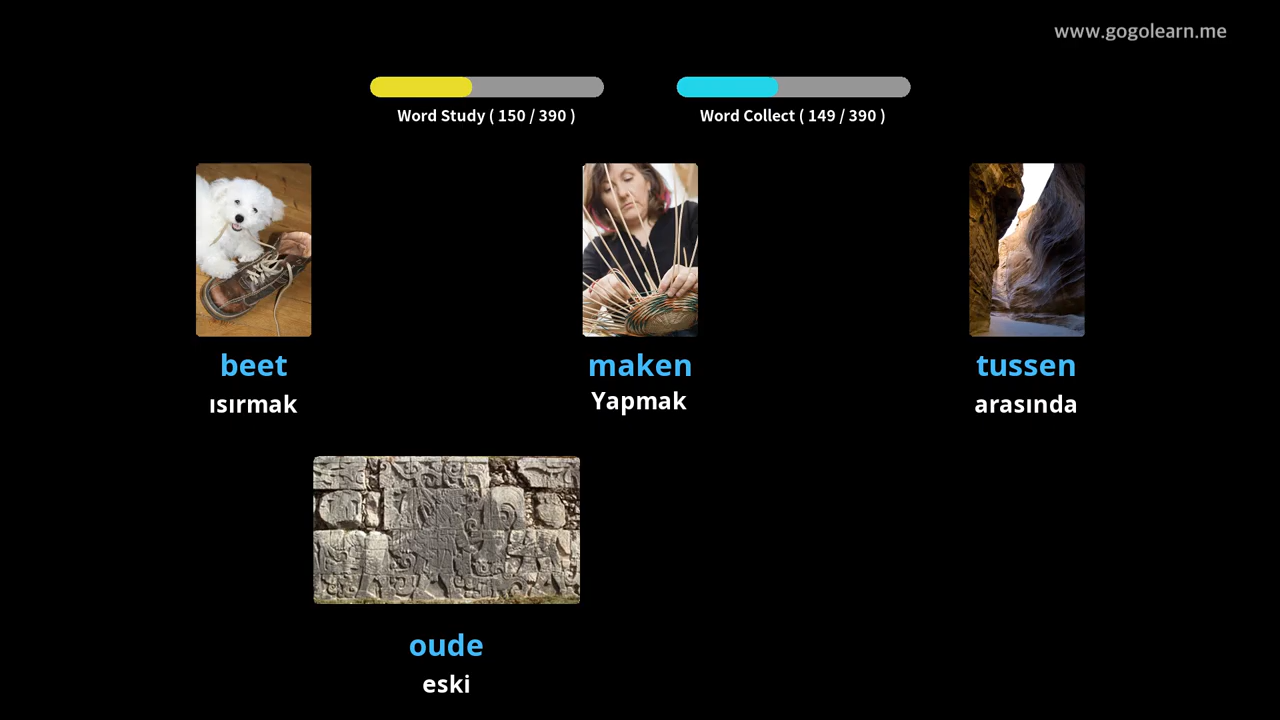 www.gogolearn.me
Word Study ( 150 / 390 )
Word Collect ( 149 / 390 )
beet
ısırmak
maken
Yapmak
tussen
arasında
oude
eski